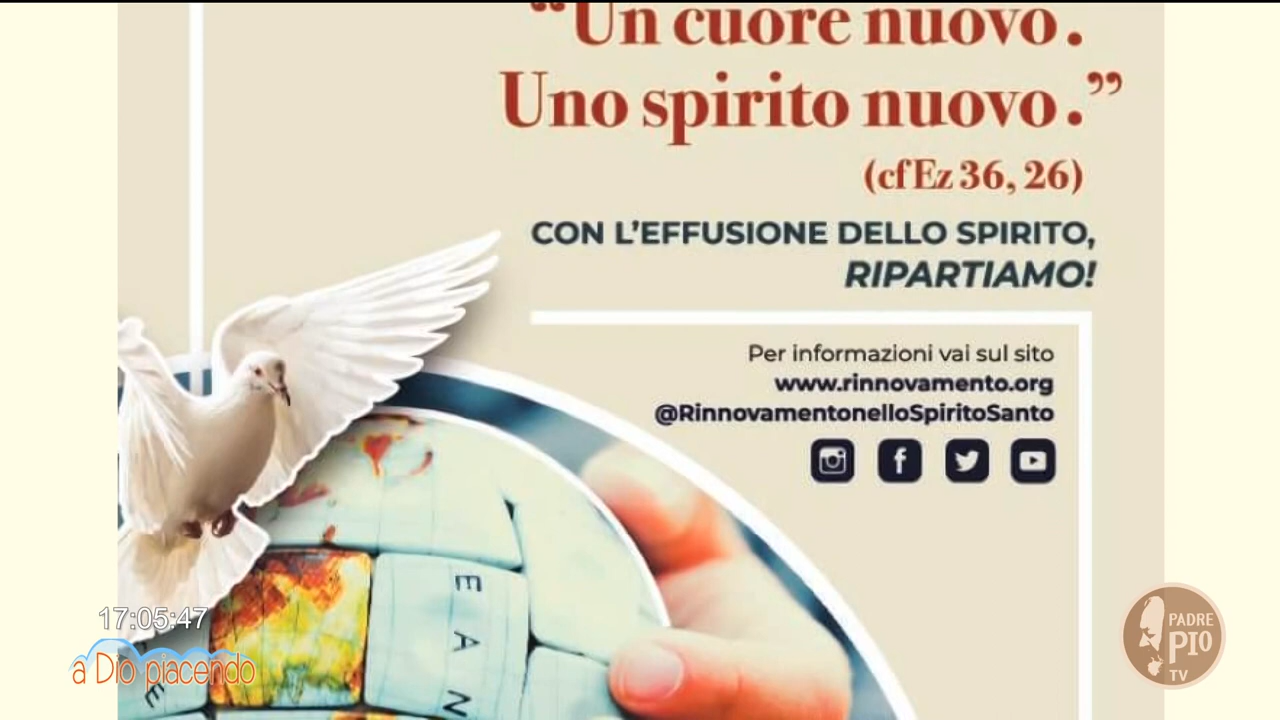 “Un cuore nuovo.
Uno spirito nuovo.”
(cf Ez 36, 26)
CON L’EFFUSIONE DELLO SPIRITO,
RIPARTIAMO!
Per informazioni vai sul sito
www.rinnovamento.org
@RinnovamentonelloSpiritoSanto
E
A
N
E
17:05:47
a Dio piacendo
PADRE
PIO
TV